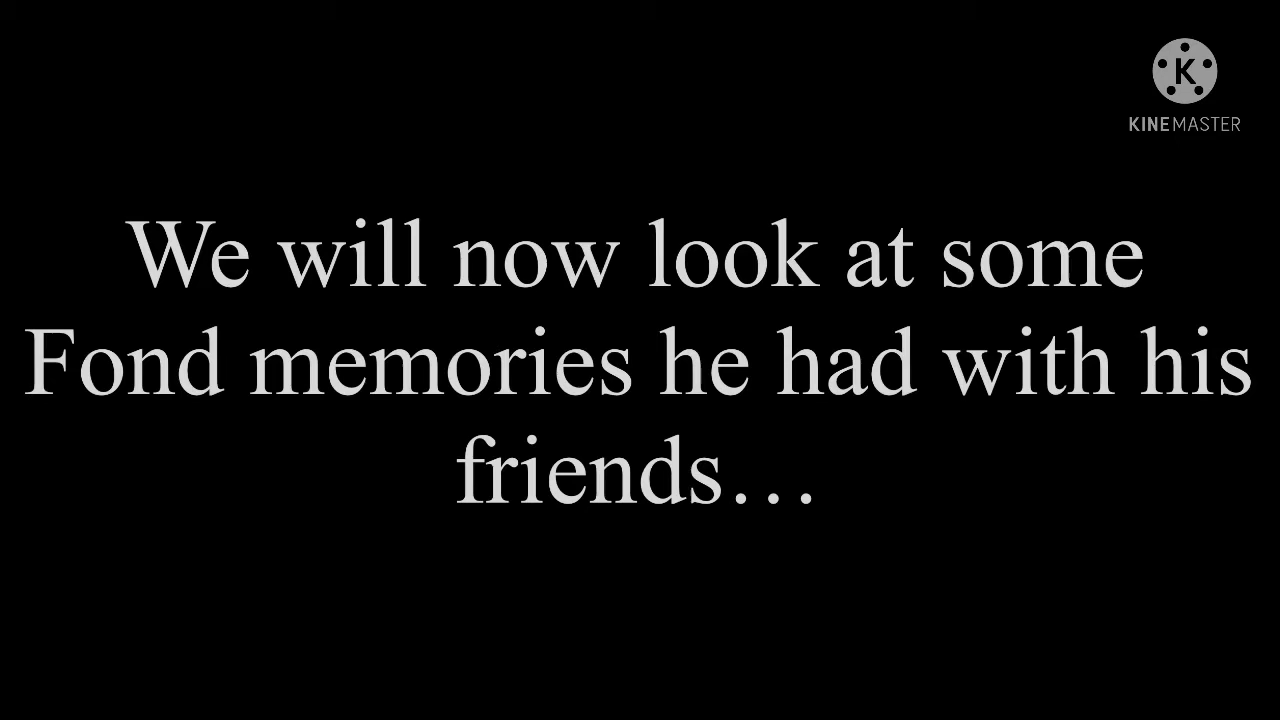 K
KINEMASTER
We will now look at some
Fond memories he had with his
friends...